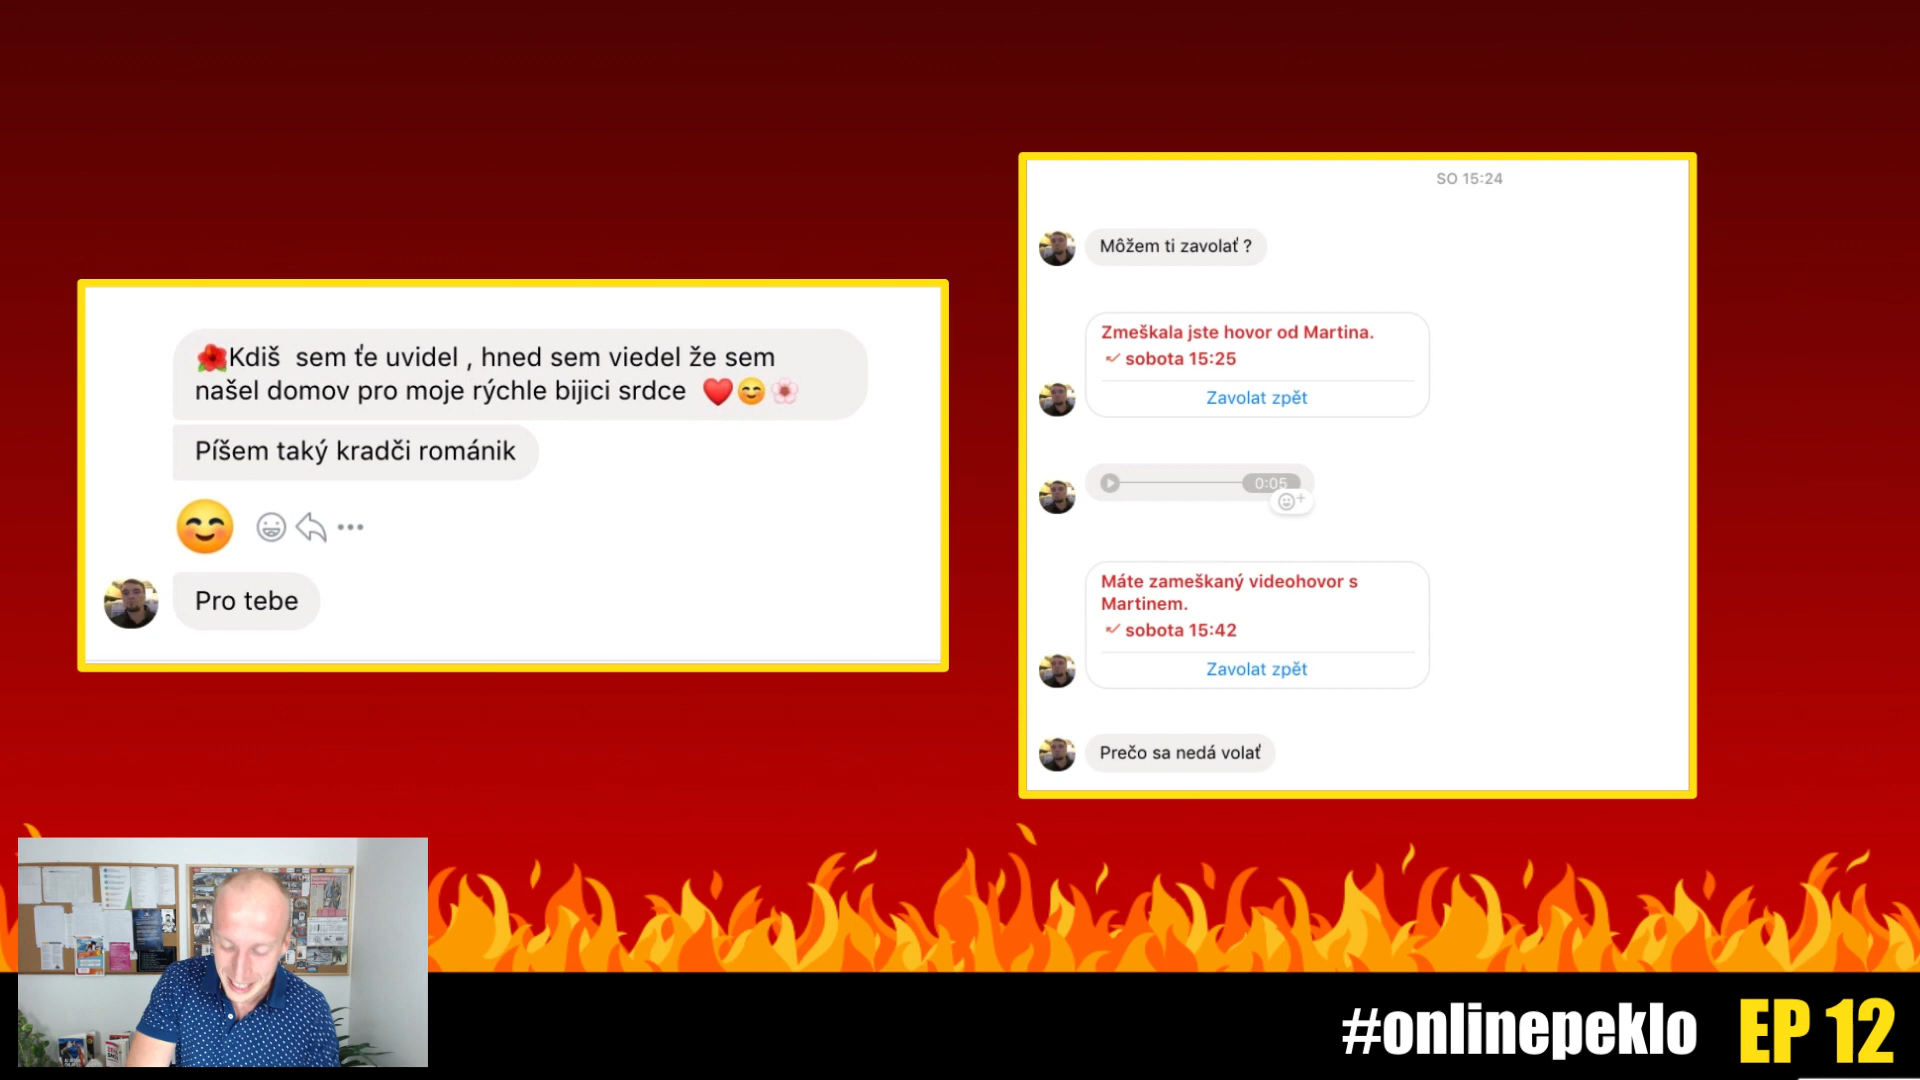 🌺Kdiš sem ťe uvidel , hned sem viedel že sem
našel domov pro moje rýchle bijici srdce ❤️😊🌸
Píšem taký kradči románik
Pro tebe
SO 15:24
Môžem ti zavolať ?
Zmeškala jste hovor od Martina.
sobota 15:25
Zavolat zpět
0:05
Máte zameškaný videohovor s
Martinem.
sobota 15:42
Zavolat zpět
Prečo sa nedá volať
#onlinepeklo EP 12